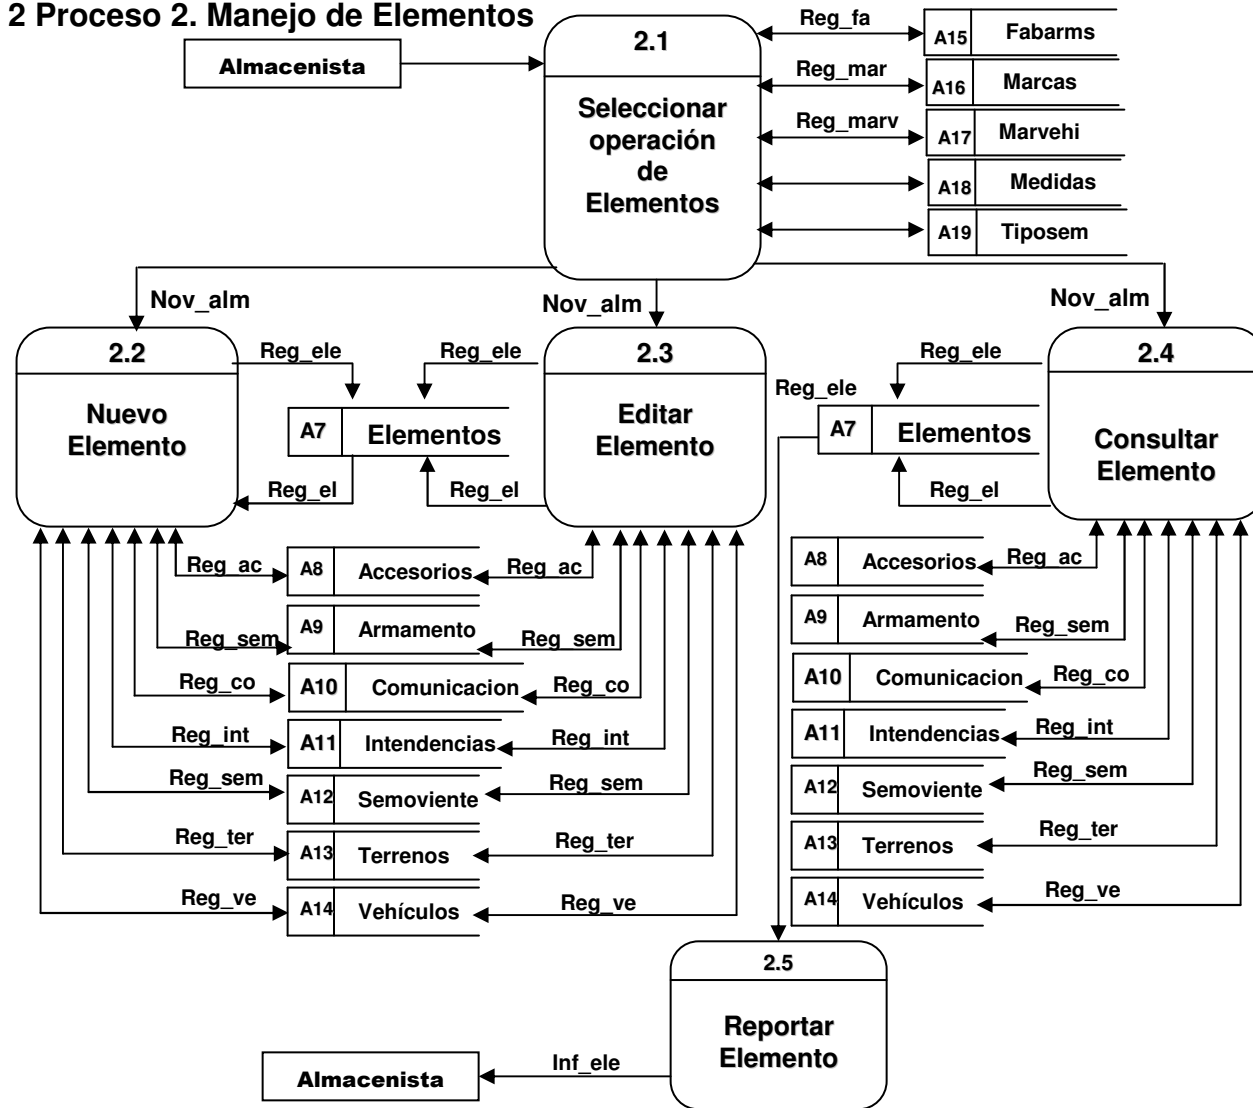 2 Proceso 2. Manejo de Elementos
Almacenista
2.1
Seleccionar
operación
de
Elementos
Reg_fa
A15 Fabarms
Reg_mar
A16 Marcas
Reg_marv
A17 Marvehi
A18 Medidas
A19 Tiposem
Nov_alm
Nov_alm
Nov_alm
2.2
Nuevo
Elemento
Reg_ele
Reg_ele
2.3
Editar
Elemento
Reg_ele
Reg_ele
2.4
Consultar
Elemento
A7 Elementos
A7 Elementos
Reg_el
Reg_el
Reg_el
Reg_ac
A8 Accesorios
Reg_ac
A8 Accesorios
Reg_ac
Reg_sem
A9 Armamento
Reg_sem
A9 Armamento
Reg_sem
Reg_co
A10 Comunicacion
Reg_co
A10 Comunicacion
Reg_co
Reg_int
A11 Intendencias
Reg_int
A11 Intendencias
Reg_int
Reg_sem
A12 Semoviente
Reg_sem
A12 Semoviente
Reg_sem
Reg_ter
A13 Terrenos
Reg_ter
A13 Terrenos
Reg_ter
Reg_ve
A14 Vehículos
Reg_ve
A14 Vehículos
Reg_ve
2.5
Reportar
Elemento
Inf_ele
Almacenista